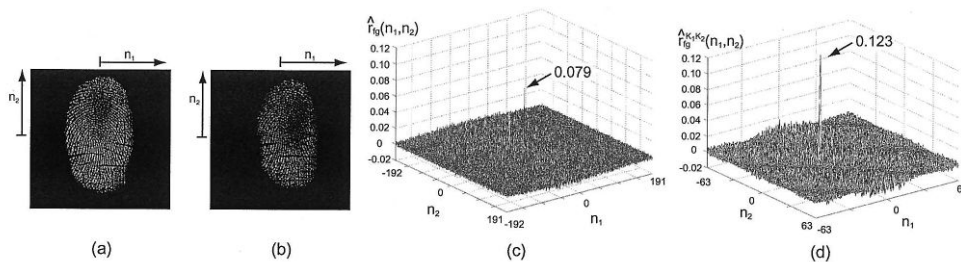 n₁
n₂
(a)
n₁
n₂
(b)
r̂fg(n₁,n₂)
0.12
0.10
0.08
0.06
0.04
0.02
0
-0.02
0.079
-192
0
n₂
191
-192
0
n₁
191
(c)
r̂fgᴷ¹ᴷ²(n₁,n₂)
0.12
0.10
0.08
0.06
0.04
0.02
0
-0.02
0.123
-63
0
n₂
63
-63
0
n₁
(d)